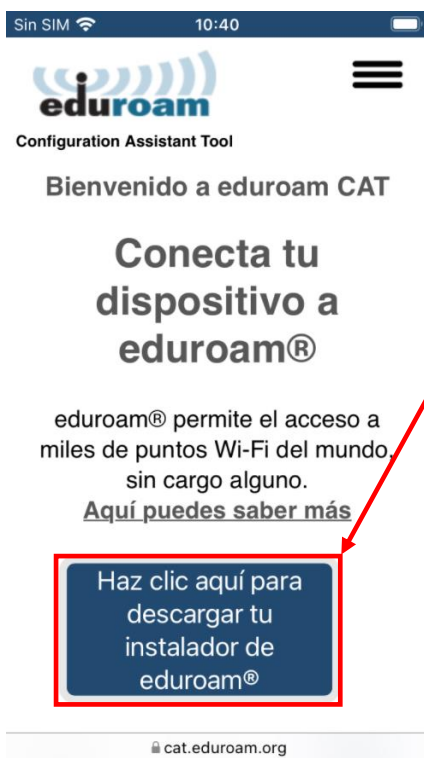 Sin SIM 10:40
eduroam
Configuration Assistant Tool
Bienvenido a eduroam CAT
Conecta tu
dispositivo a
eduroam®
eduroam® permite el acceso a
miles de puntos Wi-Fi del mundo,
sin cargo alguno.
Aquí puedes saber más
Haz clic aquí para
descargar tu
instalador de
eduroam®
cat.eduroam.org